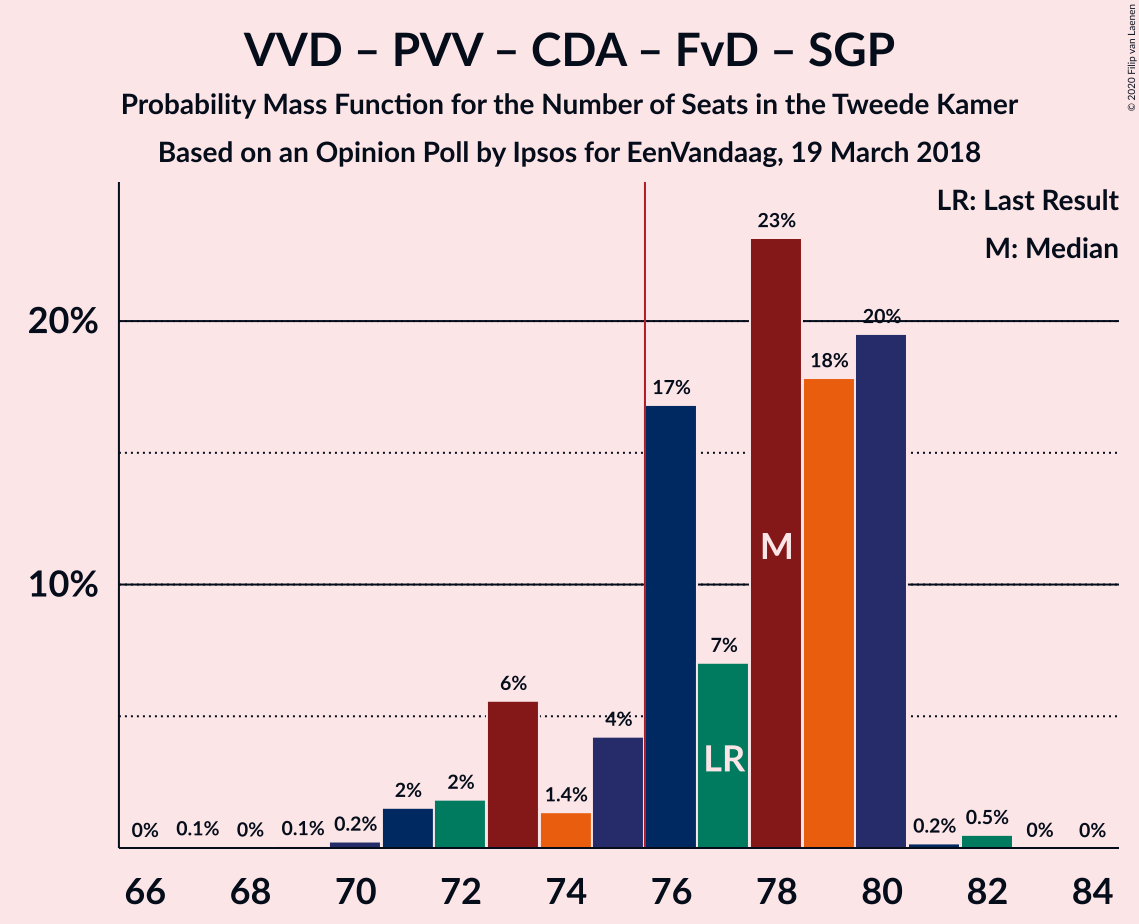 VVD – PVV – CDA – FvD – SGP
Probability Mass Function for the Number of Seats in the Tweede Kamer
Based on an Opinion Poll by Ipsos for EenVandaag, 19 March 2018
© 2020 Filip van Laenen
LR: Last Result
M: Median
20%
10%
0%
0.1%
0%
0.1%
0.2%
2%
2%
6%
1.4%
4%
17%
7%
23%
18%
20%
0.2%
0.5%
0%
0%
M
LR
66 68 70 72 74 76 78 80 82 84